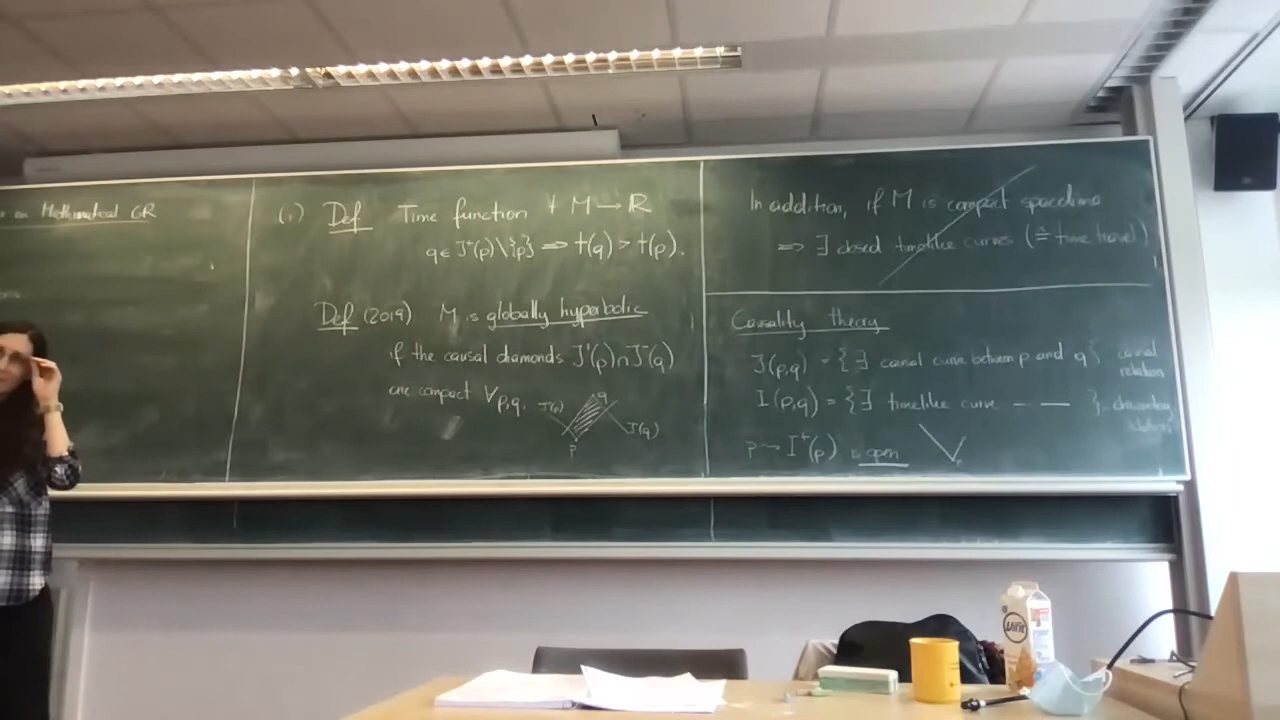 on Mathematical GR
(i) Def Time function t M → ℝ
q ∈ J⁺(p)\{p} ⇒ t(q) > t(p).
Def (2019) M is globally hyperbolic
if the causal diamonds J⁺(p)∩J⁻(q)
are compact ∀ p,q.
J(p)
q
J(q)
p
In addition, if M is compact spacetime
⇒ ∃ closed timelike curves (≙ time travel)
Causality theory
J(p,q) = {∃ causal curve between p and q} causal
relation
I(p,q) = {∃ timelike curve - - —— }
p ~ I⁺(p) is open